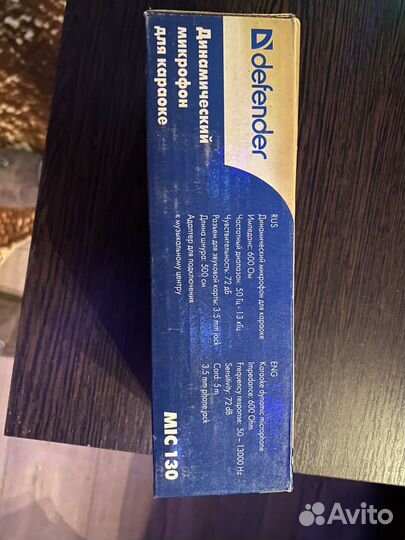 defender
Динамический
микрофон
для караоке
RUS
Динамический микрофон для караоке
Импеданс: 600 Ом
Частотный диапазон: 50 Гц - 13 кГц
Чувствительность: 72 дБ
Разъем для звуковой карты: 3.5 mm jack
Длина шнура: 500 см
Адаптер для подключения
к музыкальному центру
ENG
Karaoke dynamic microphone
Impedance: 600 Ohm
Frequency response: 50 – 13000 Hz
Sensitivity: 72 dB
Cord: 5 m
3.5 mm phone jack
MIC 130
Avito